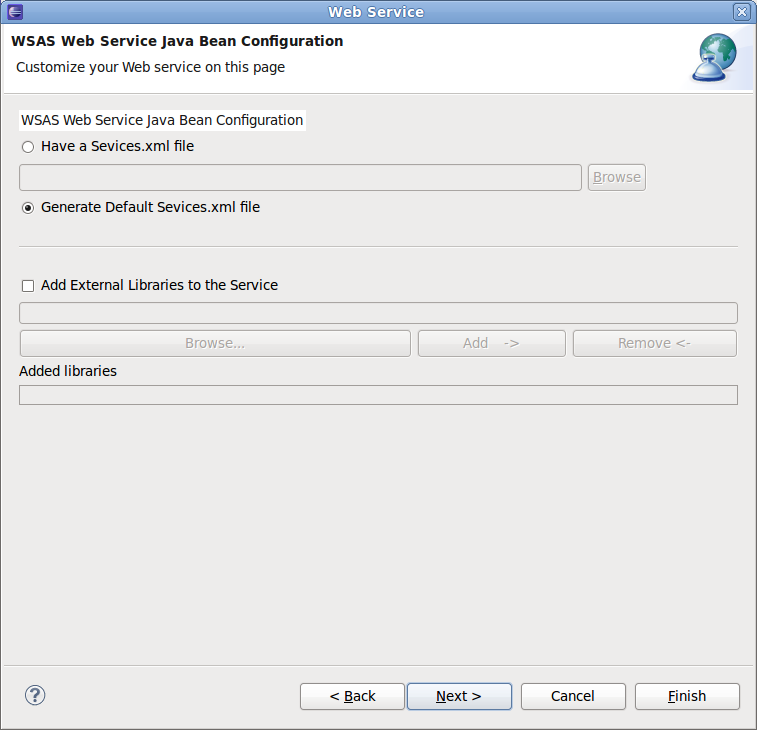 Web Service
WSAS Web Service Java Bean Configuration
Customize your Web service on this page
WSAS Web Service Java Bean Configuration
Have a Sevices.xml file
Browse
Generate Default Sevices.xml file
Add External Libraries to the Service
Browse... Add -> Remove <-
Added libraries
? < Back Next > Cancel Finish